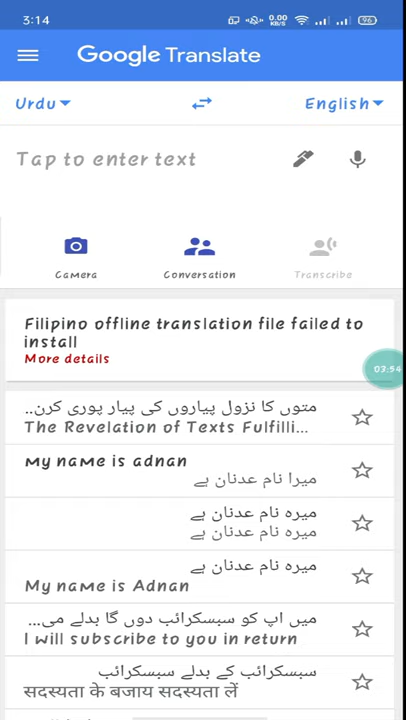 3:14
0.00 KB/S
96
Google Translate
Urdu
English
Tap to enter text
Camera
Conversation
Transcribe
Filipino offline translation file failed to
install
More details
03:54
متوں کا نزول پیاروں کی پیار پوری کرن..
The Revelation of Texts Fulfilli...
My name is adnan
میرا نام عدنان ہے
میرہ نام عدنان ہے
میرہ نام عدنان ہے
میرہ نام عدنان ہے
My name is Adnan
میں اپ کو سبسکرائب دوں گا بدلے می...
I will subscribe to you in return
سبسکرائب کے بدلے سبسکرائب
सदस्यता के बजाय सदस्यता लें